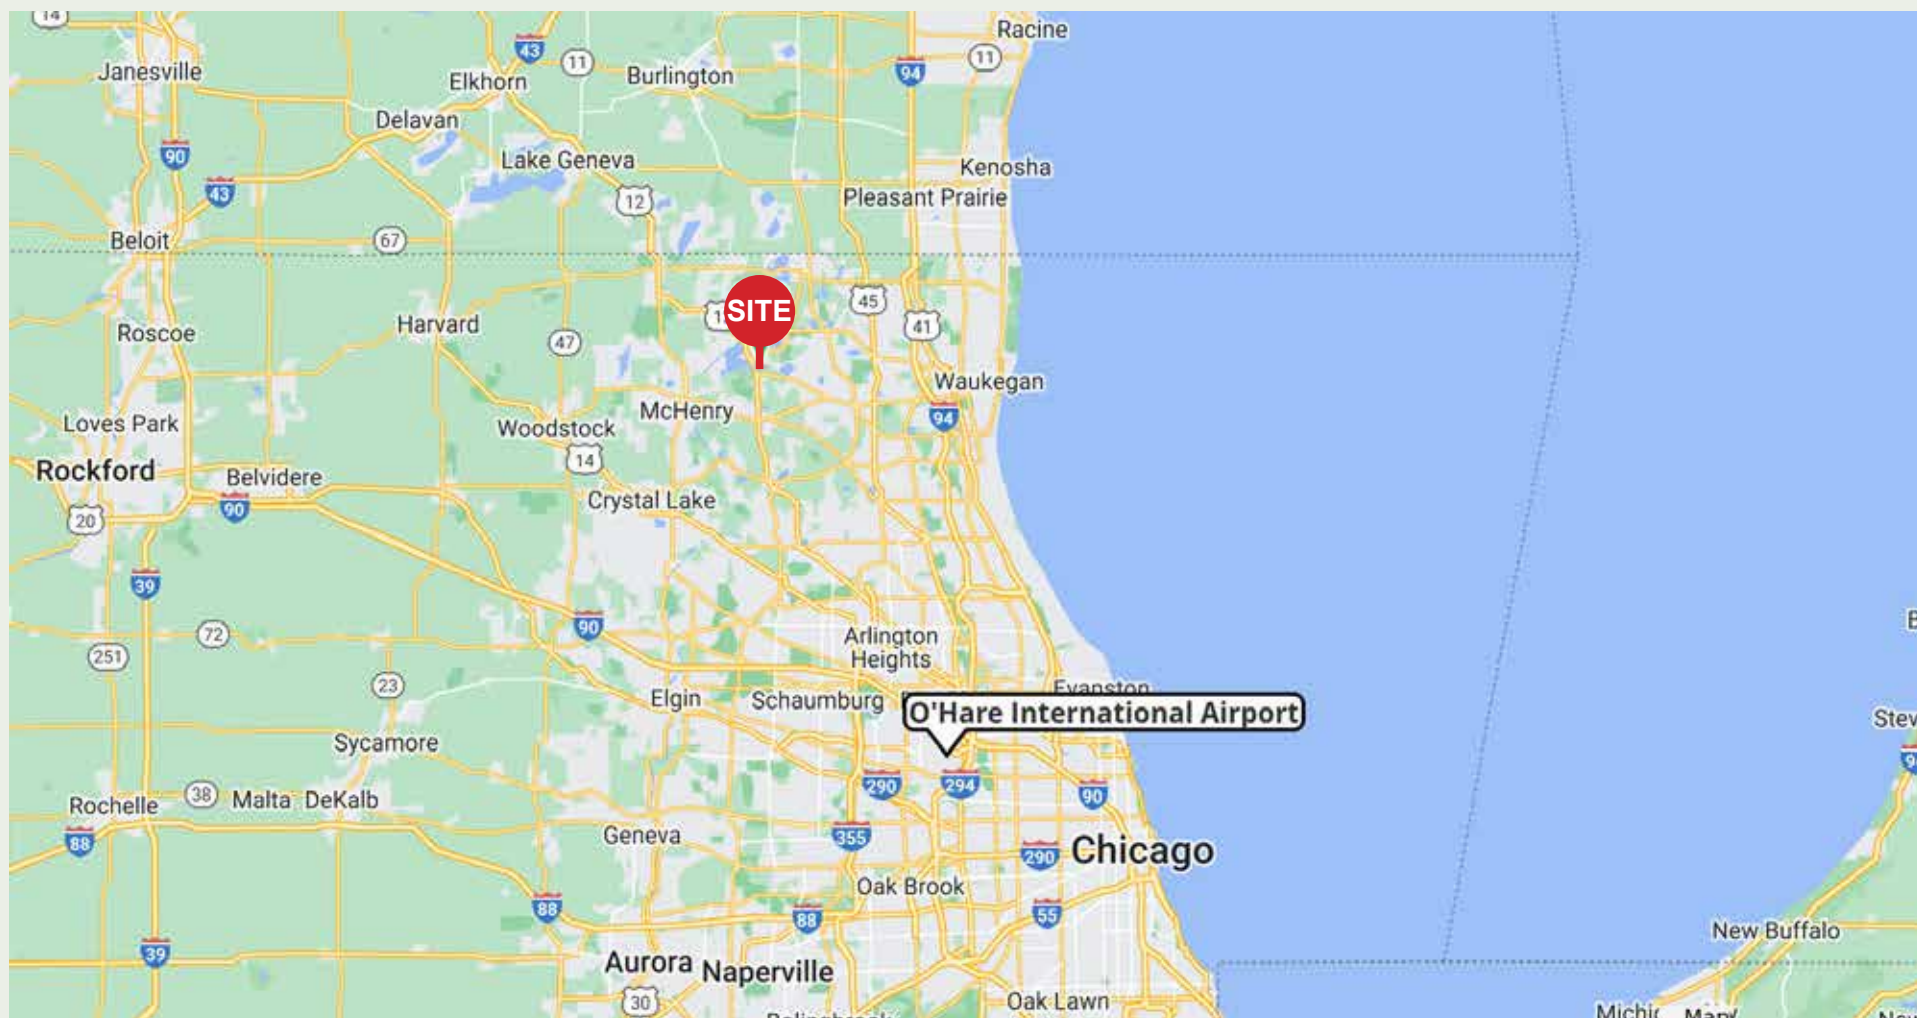 14
Racine
43
11
11
Janesville
94
Elkhorn
Burlington
Delavan
90
Lake Geneva
Kenosha
43
12
Pleasant Prairie
Beloit
67
45
SITE
41
Harvard
Roscoe
47
Waukegan
McHenry
94
Loves Park
Woodstock
14
Rockford
Belvidere
90
Crystal Lake
20
39
90
72
Arlington
Heights
251
23
Evanston
Elgin
Schaumburg
O'Hare International Airport
Sycamore
290
294
90
38
Malta
DeKalb
Rochelle
88
Geneva
355
290
Chicago
Oak Brook
88
88
55
New Buffalo
39
Aurora
Naperville
30
Oak Lawn